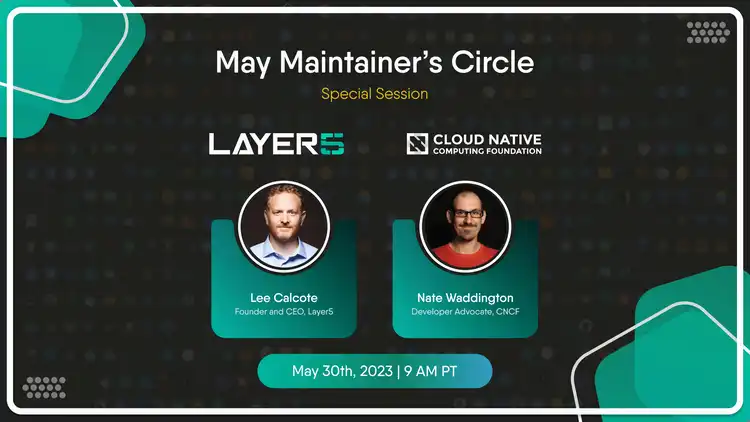 May Maintainer’s Circle
Special Session
LAYER5
CLOUD NATIVE
COMPUTING FOUNDATION
Lee Calcote
Founder and CEO, Layer5
Nate Waddington
Developer Advocate, CNCF
May 30th, 2023 | 9 AM PT